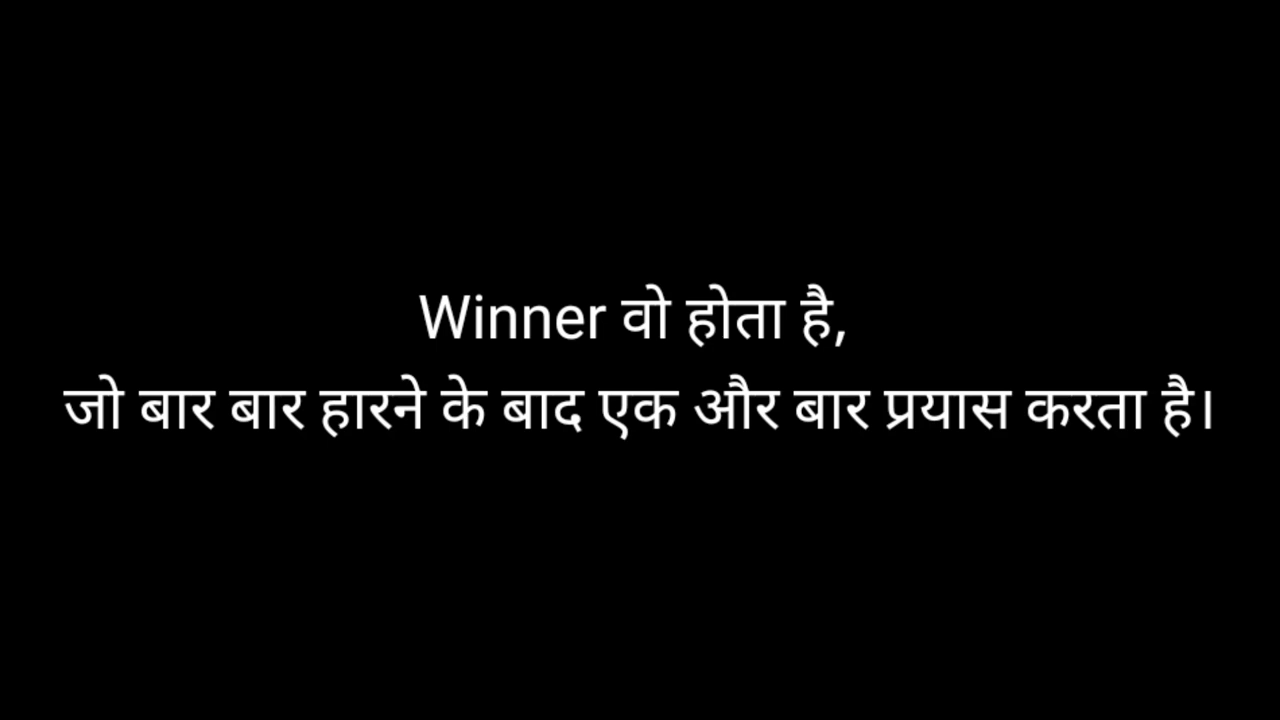 Winner वो होता है,
जो बार बार हारने के बाद एक और बार प्रयास करता है।